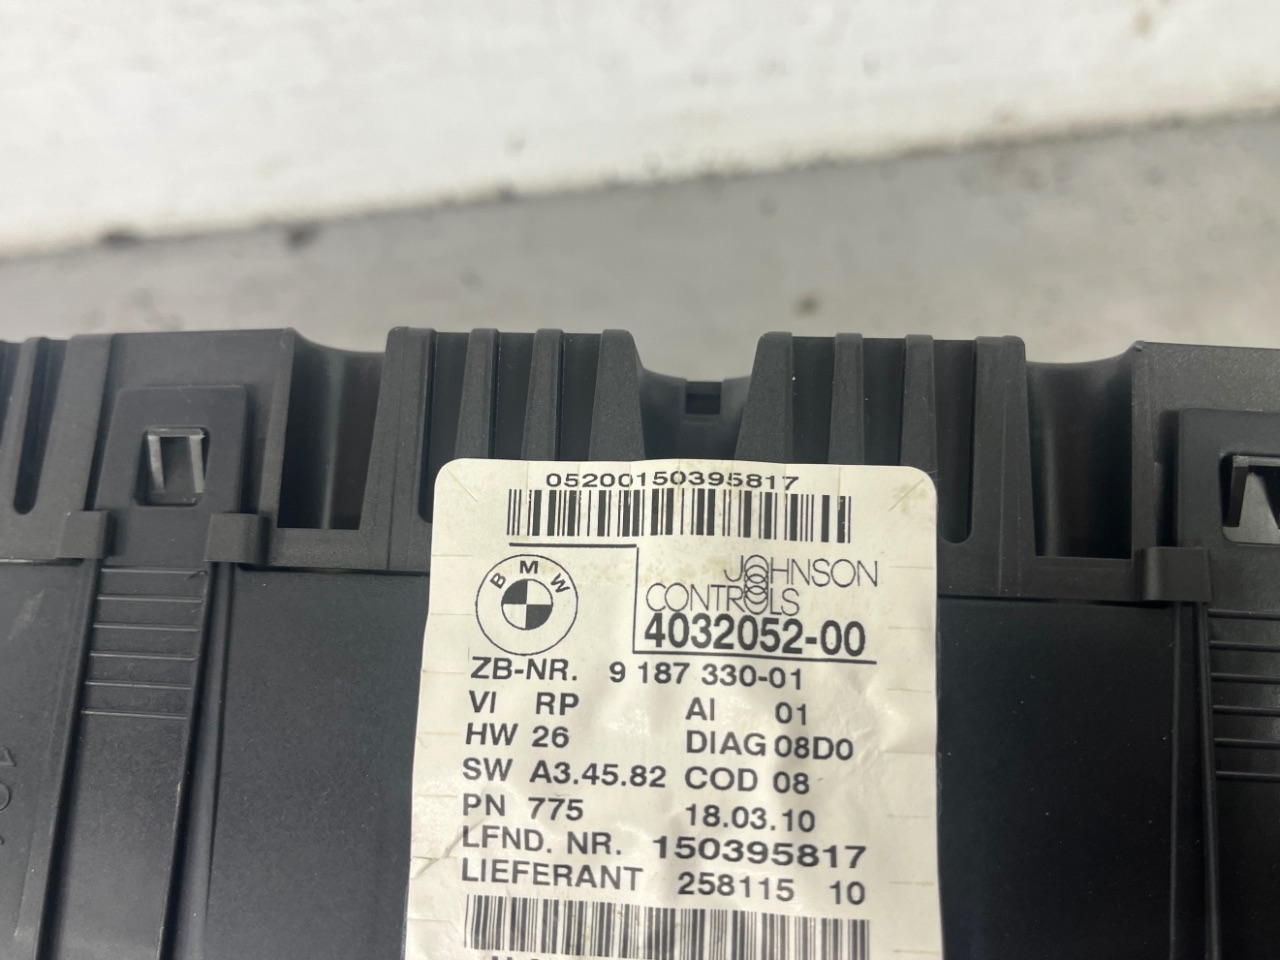 05200150395817
BMW
JOHNSON
CONTROLS
4032052-00
ZB-NR. 9 187 330-01
VI RP AI 01
HW 26 DIAG 08D0
SW A3.45.82 COD 08
PN 775 18.03.10
LFND. NR. 150395817
LIEFERANT 258115 10